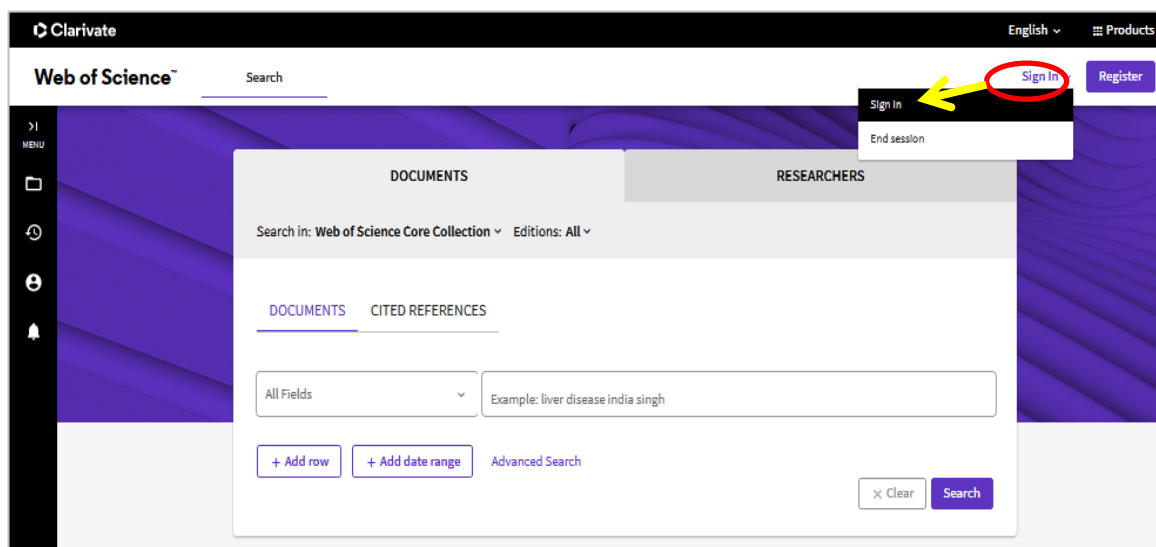 Clarivate English Products
Web of Science™ Search Sign In Register
Sign In
End session
MENU
DOCUMENTS RESEARCHERS
Search in: Web of Science Core Collection Editions: All
DOCUMENTS CITED REFERENCES
All Fields Example: liver disease india singh
+ Add row + Add date range Advanced Search
× Clear Search